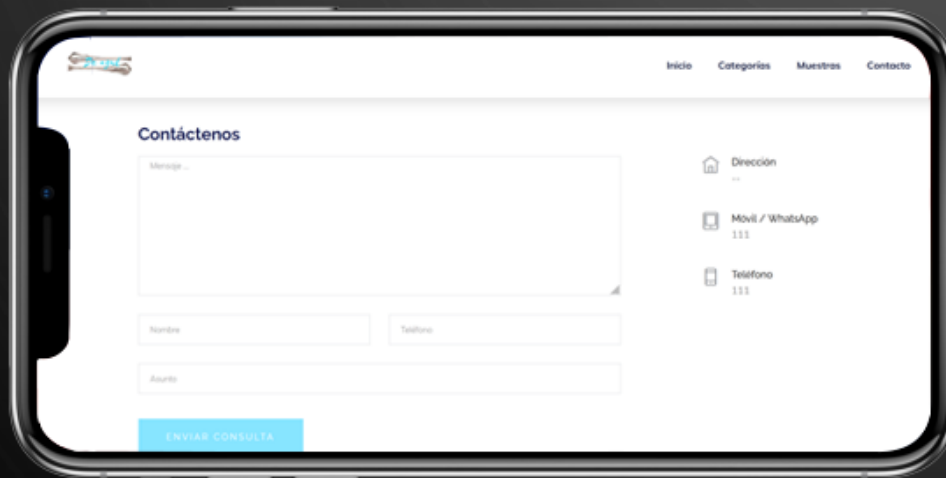 Inicio Categorías Muestras Contacto
Contáctenos
Mensaje ...
Dirección
--
Móvil / WhatsApp
111
Teléfono
111
Nombre Teléfono
Asunto
ENVIAR CONSULTA